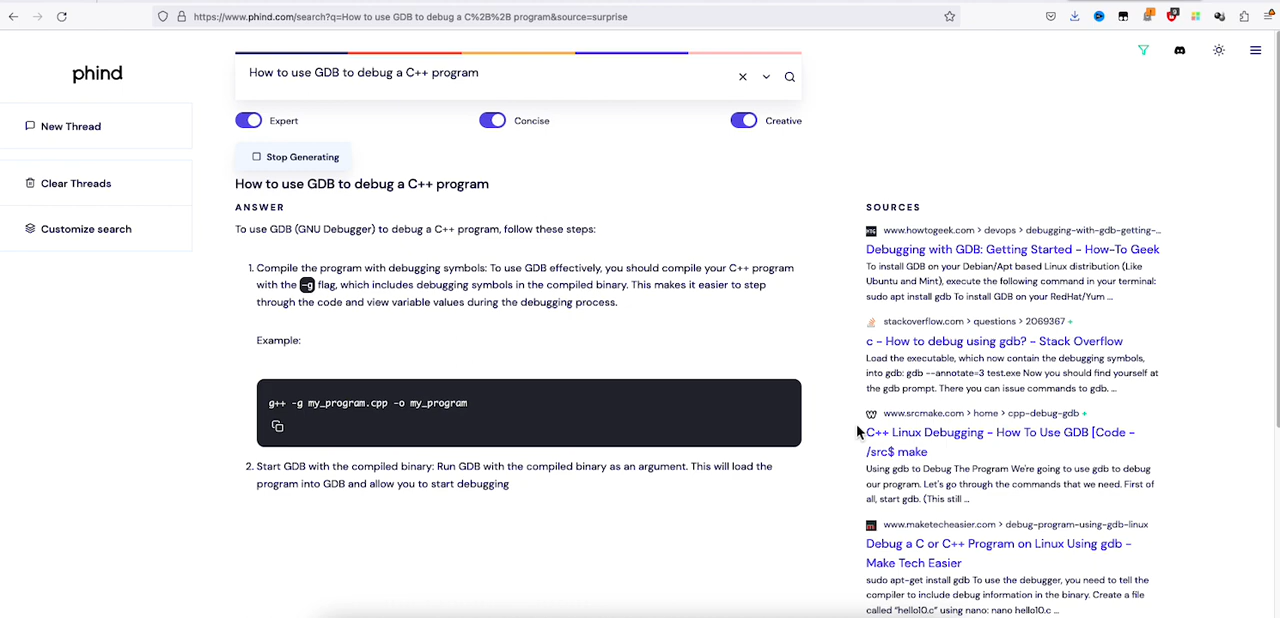 https://www.phind.com/search?q=How to use GDB to debug a C%2B%2B program&source=surprise
phind
New Thread
Clear Threads
Customize search
How to use GDB to debug a C++ program
Expert
Concise
Creative
Stop Generating
How to use GDB to debug a C++ program
ANSWER
To use GDB (GNU Debugger) to debug a C++ program, follow these steps:
1. Compile the program with debugging symbols: To use GDB effectively, you should compile your C++ program
with the -g flag, which includes debugging symbols in the compiled binary. This makes it easier to step
through the code and view variable values during the debugging process.
Example:
g++ -g my_program.cpp -o my_program
2. Start GDB with the compiled binary: Run GDB with the compiled binary as an argument. This will load the
program into GDB and allow you to start debugging
SOURCES
www.howtogeek.com > devops > debugging-with-gdb-getting-...
Debugging with GDB: Getting Started - How-To Geek
To install GDB on your Debian/Apt based Linux distribution (Like
Ubuntu and Mint), execute the following command in your terminal:
sudo apt install gdb To install GDB on your RedHat/Yum ...
stackoverflow.com > questions > 2069367 +
c - How to debug using gdb? - Stack Overflow
Load the executable, which now contain the debugging symbols,
into gdb: gdb --annotate=3 test.exe Now you should find yourself at
the gdb prompt. There you can issue commands to gdb. ...
www.srcmake.com > home > cpp-debug-gdb +
C++ Linux Debugging - How To Use GDB [Code -
/src$ make
Using gdb to Debug The Program We're going to use gdb to debug
our program. Let's go through the commands that we need. First of
all, start gdb. (This still ...
www.maketecheasier.com > debug-program-using-gdb-linux
Debug a C or C++ Program on Linux Using gdb -
Make Tech Easier
sudo apt-get install gdb To use the debugger, you need to tell the
compiler to include debug information in the binary. Create a file
called "hello10.c" using nano: nano hello10.c ...